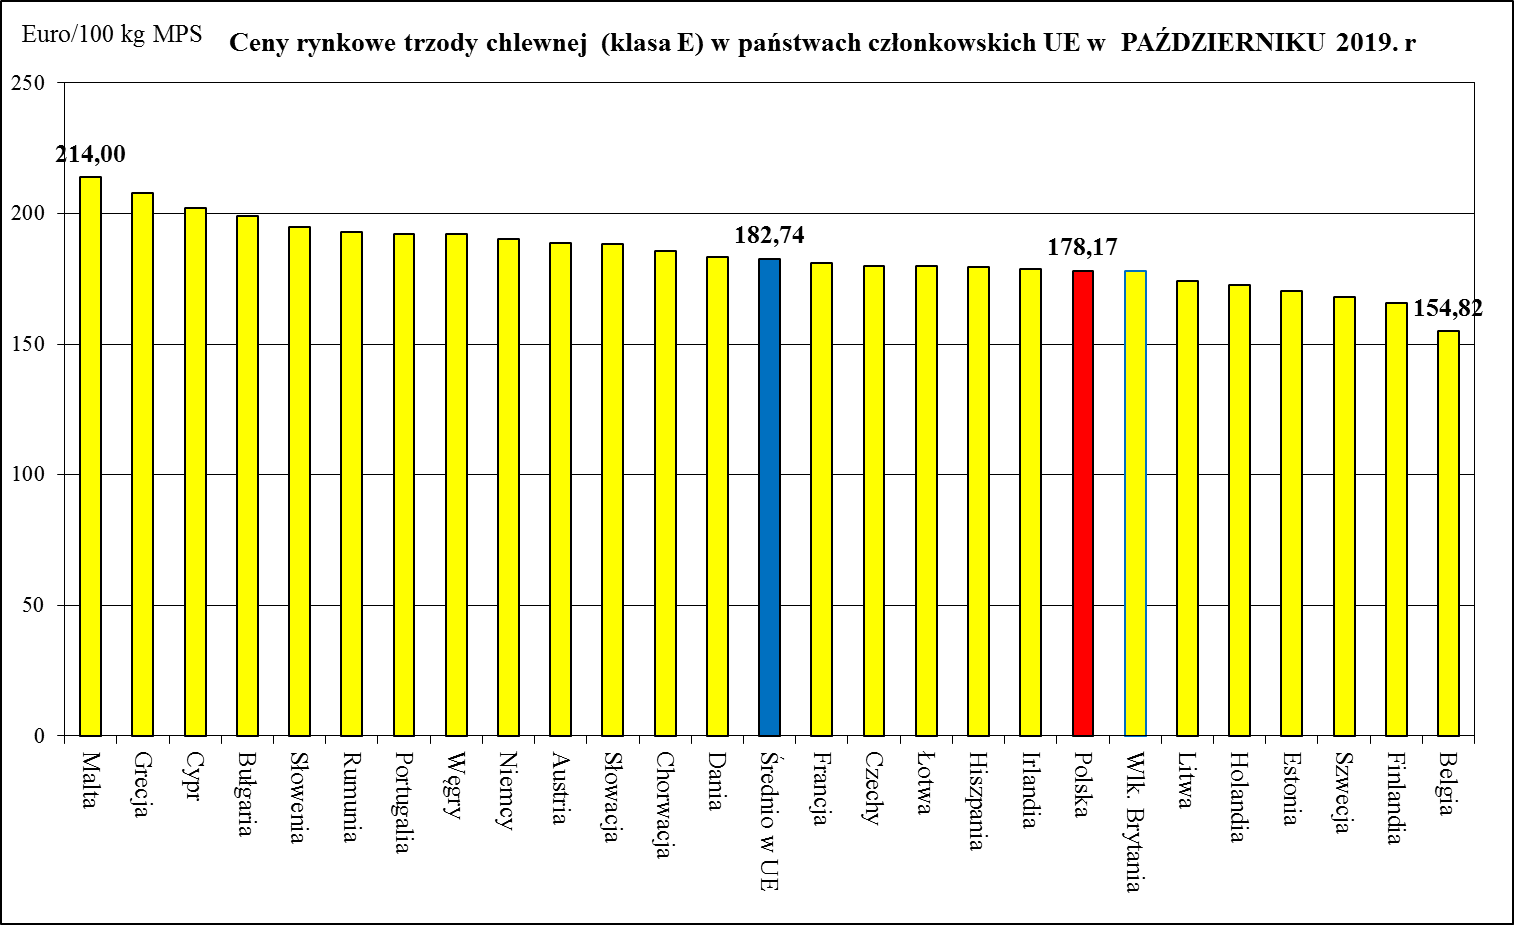 Euro/100 kg MPS
Ceny rynkowe trzody chlewnej (klasa E) w państwach członkowskich UE w PAŹDZIERNIKU 2019. r
250
200
150
100
50
0
214,00
182,74
178,17
154,82
Malta
Grecja
Cypr
Bułgaria
Słowenia
Rumunia
Portugalia
Węgry
Niemcy
Austria
Słowacja
Chorwacja
Dania
Średnio w UE
Francja
Czechy
Łotwa
Hiszpania
Irlandia
Polska
Wlk. Brytania
Litwa
Holandia
Estonia
Szwecja
Finlandia
Belgia